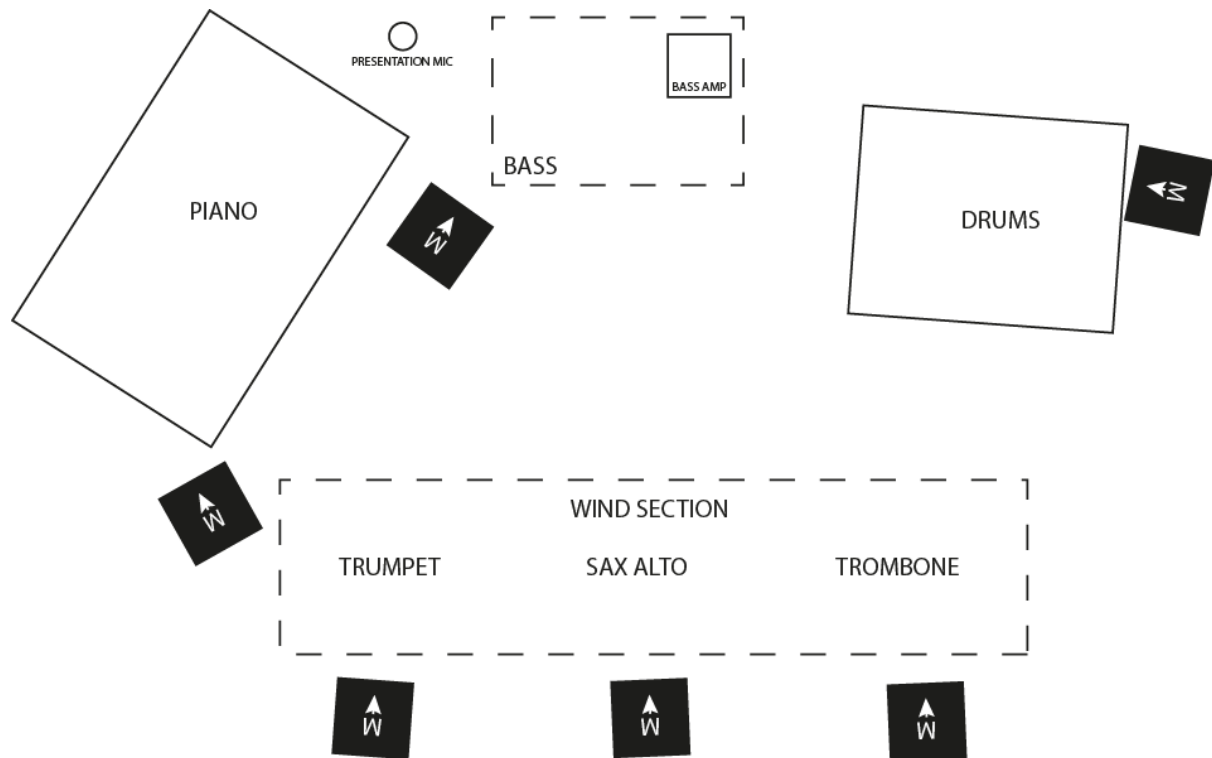 PRESENTATION MIC
BASS AMP
BASS
M
PIANO
M
DRUMS
WIND SECTION
M
TRUMPET
SAX ALTO
TROMBONE
M
M
M